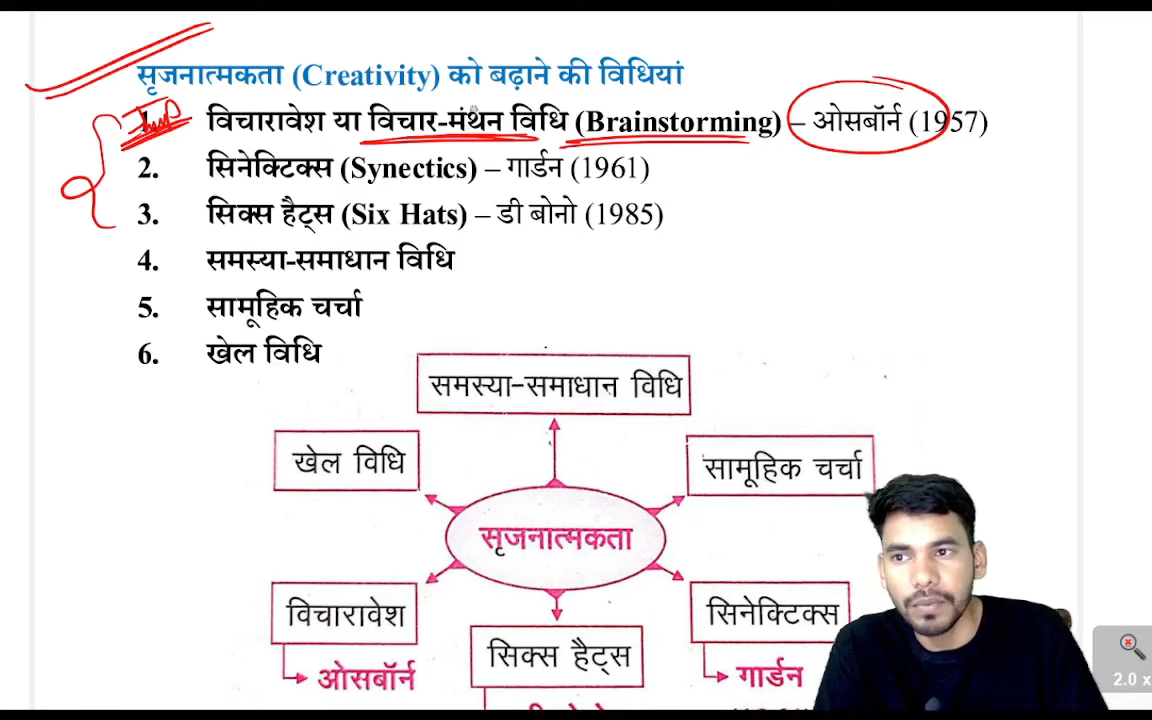 सृजनात्मकता (Creativity) को बढ़ाने की विधियां
1. विचारावेश या विचार-मंथन विधि (Brainstorming) – ओसबॉर्न (1957)
Imp
2. सिनेक्टिक्स (Synectics) – गार्डन (1961)
3. सिक्स हैट्स (Six Hats) – डी बोनो (1985)
4. समस्या-समाधान विधि
5. सामूहिक चर्चा
6. खेल विधि
समस्या-समाधान विधि
खेल विधि
सामूहिक चर्चा
सृजनात्मकता
विचारावेश
सिनेक्टिक्स
सिक्स हैट्स
ओसबॉर्न
गार्डन
2.0 x